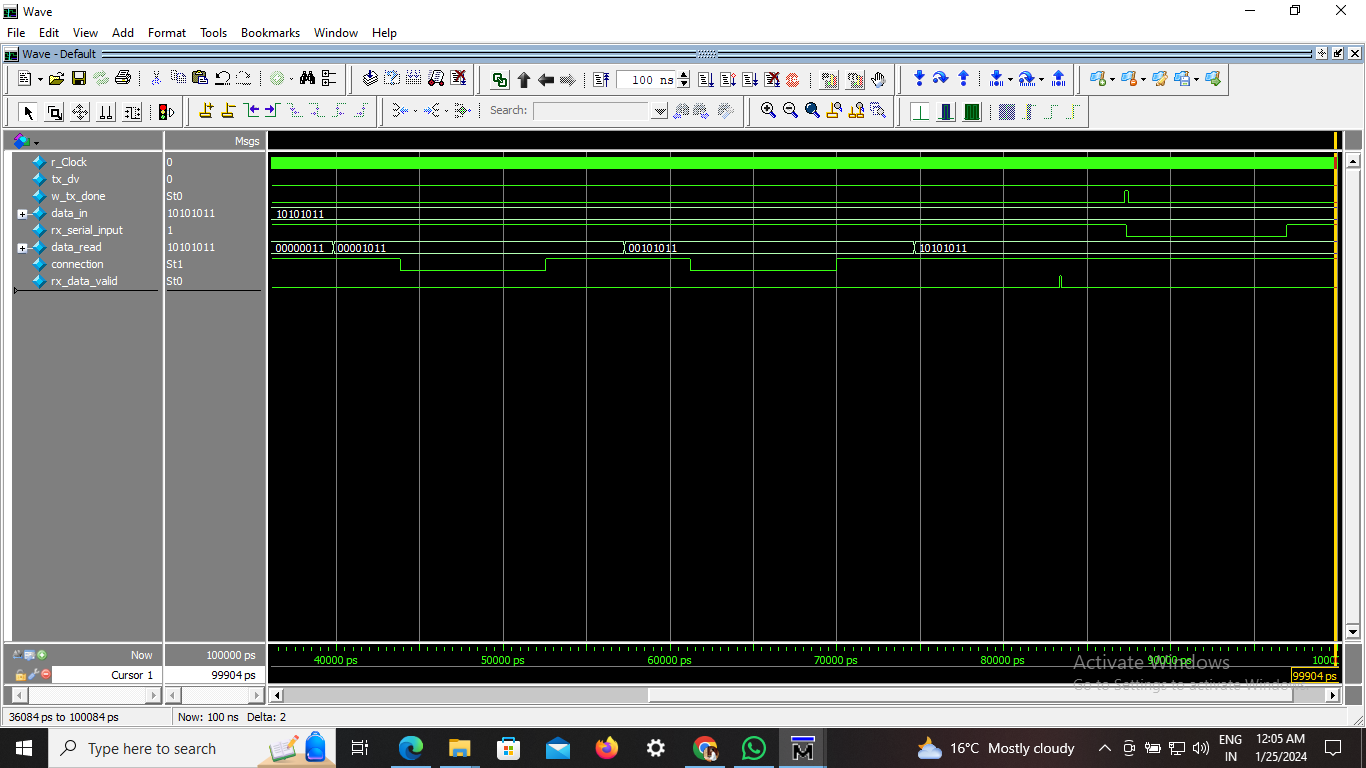 Wave
File Edit View Add Format Tools Bookmarks Window Help
Wave - Default
100 ns
Search:
Msgs
r_Clock 0
tx_dv 0
w_tx_done St0
data_in 10101011 10101011
rx_serial_input 1
data_read 10101011 00000011 00001011 00101011 10101011
connection St1
rx_data_valid St0
Now 100000 ps 40000 ps 50000 ps 60000 ps 70000 ps 80000 ps 90000 ps 1000
Cursor 1 99904 ps 99904 ps
Activate Windows
Go to Settings to activate Windows.
36084 ps to 100084 ps Now: 100 ns Delta: 2
Type here to search
16°C Mostly cloudy
ENG
IN
12:05 AM
1/25/2024